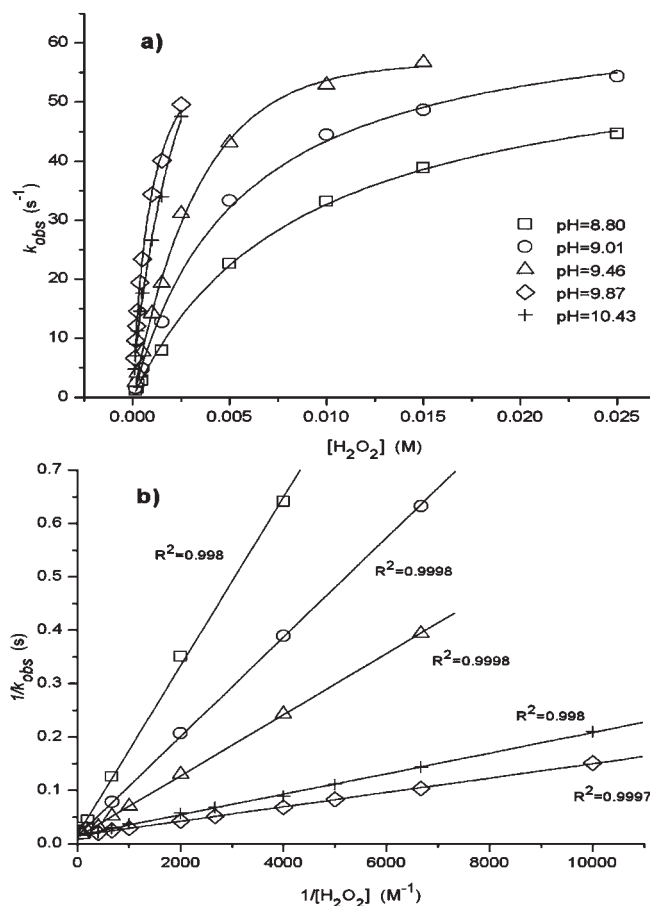 a)
60
50
40
30
20
10
0
k_obs (s⁻¹)
pH=8.80
pH=9.01
pH=9.46
pH=9.87
pH=10.43
0.000 0.005 0.010 0.015 0.020 0.025
[H₂O₂] (M)
b)
0.7
0.6
0.5
0.4
0.3
0.2
0.1
0.0
1/k_obs (s)
R²=0.998
R²=0.9998
R²=0.9998
R²=0.998
R²=0.9997
0 2000 4000 6000 8000 10000
1/[H₂O₂] (M⁻¹)